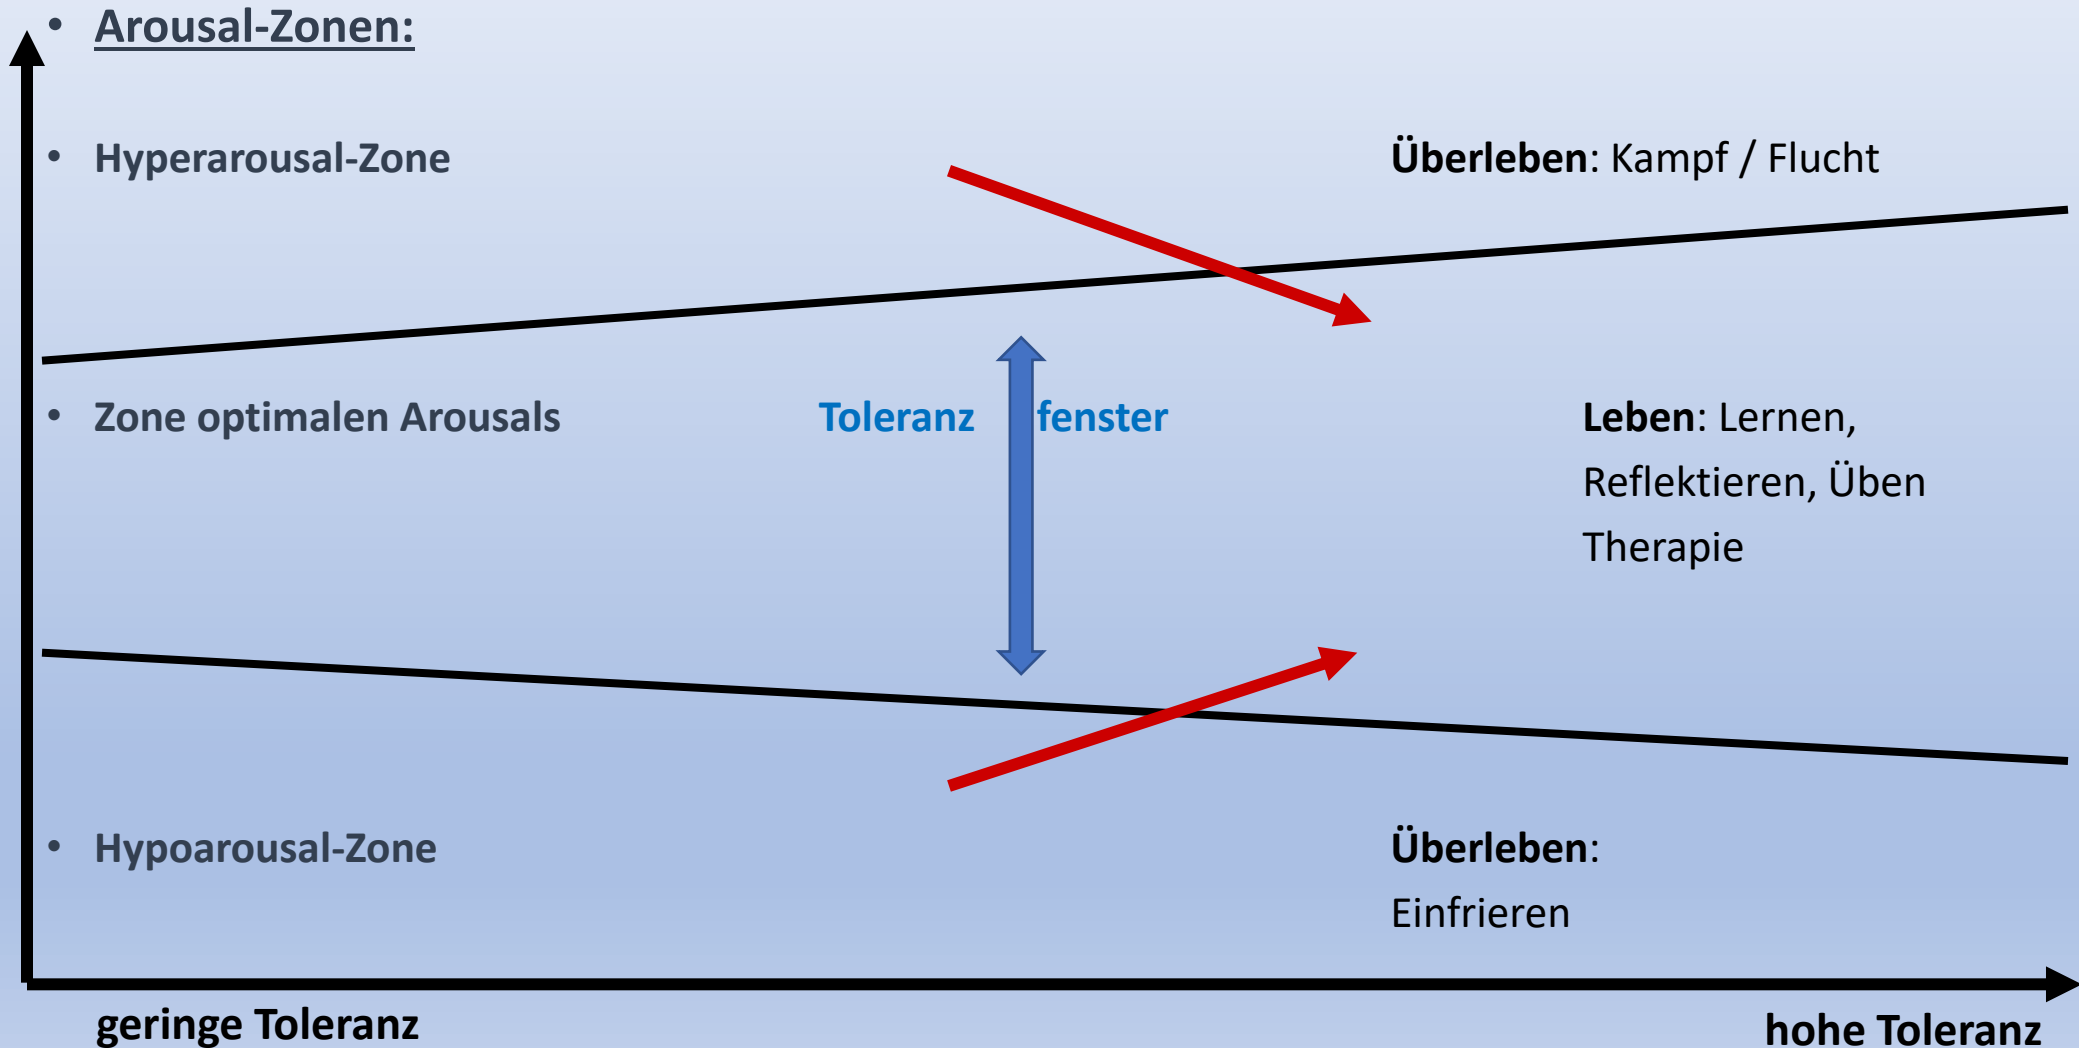 • Arousal-Zonen:
• Hyperarousal-Zone
Überleben: Kampf / Flucht
• Zone optimalen Arousals
Toleranz fenster
Leben: Lernen,
Reflektieren, Üben
Therapie
• Hypoarousal-Zone
Überleben:
Einfrieren
geringe Toleranz
hohe Toleranz